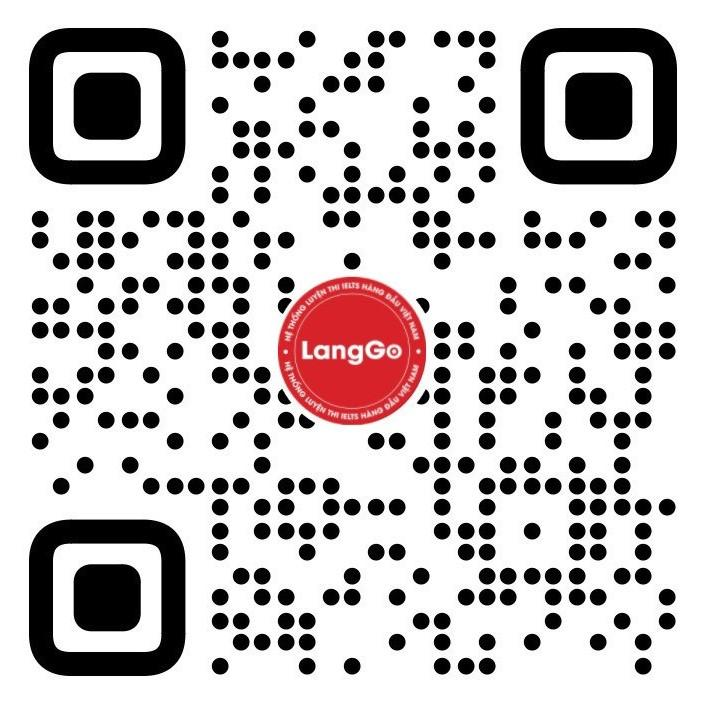 HỆ THỐNG LUYỆN THI IELTS HÀNG ĐẦU VIỆT NAM
LangGo
HỆ THỐNG LUYỆN THI IELTS HÀNG ĐẦU VIỆT NAM